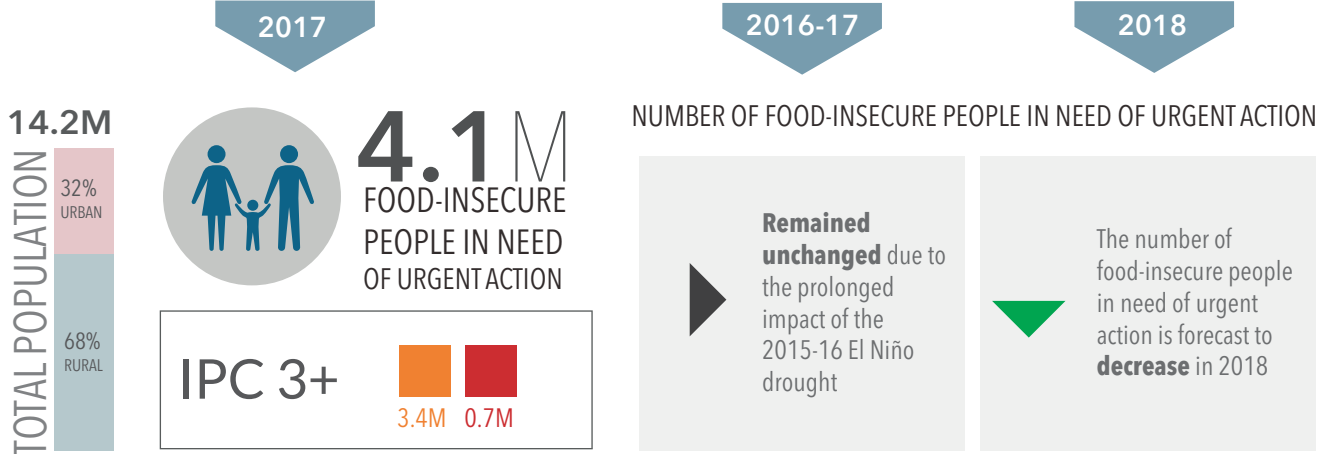 2017
2016-17
2018
14.2M
TOTAL POPULATION
32%
URBAN
68%
RURAL
4.1M
FOOD-INSECURE
PEOPLE IN NEED
OF URGENT ACTION
IPC 3+
3.4M 0.7M
NUMBER OF FOOD-INSECURE PEOPLE IN NEED OF URGENT ACTION
Remained
unchanged due to
the prolonged
impact of the
2015-16 El Niño
drought
The number of
food-insecure people
in need of urgent
action is forecast to
decrease in 2018